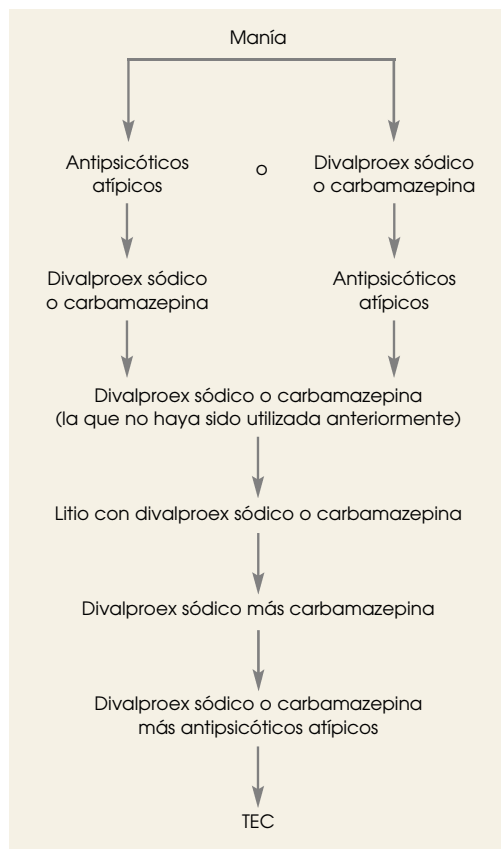 Manía
Antipsicóticos
atípicos
o
Divalproex sódico
o carbamazepina
Divalproex sódico
o carbamazepina
Antipsicóticos
atípicos
Divalproex sódico o carbamazepina
(la que no haya sido utilizada anteriormente)
Litio con divalproex sódico o carbamazepina
Divalproex sódico más carbamazepina
Divalproex sódico o carbamazepina
más antipsicóticos atípicos
TEC